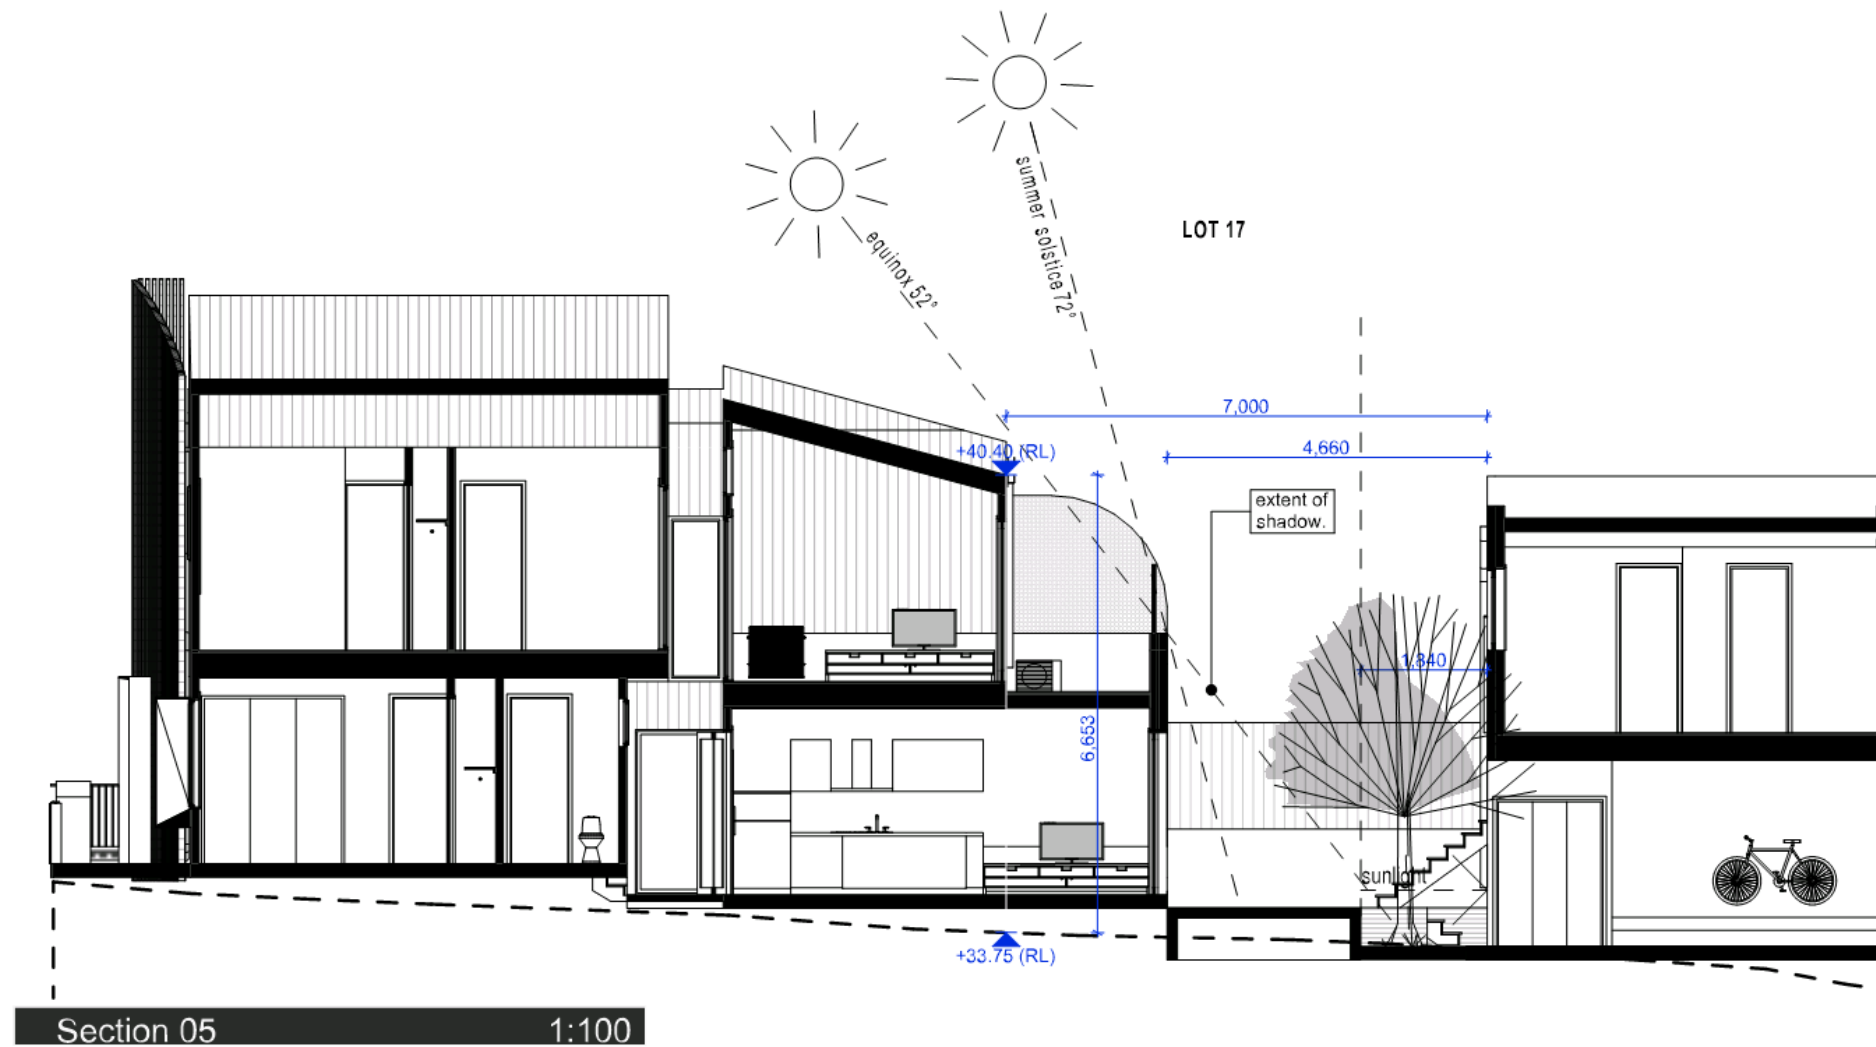 summer solstice 72°
equinox 52°
LOT 17
7,000
4,660
+40.40 (RL)
extent of
shadow.
1,840
6,653
sunlight
+33.75 (RL)
Section 05 1:100